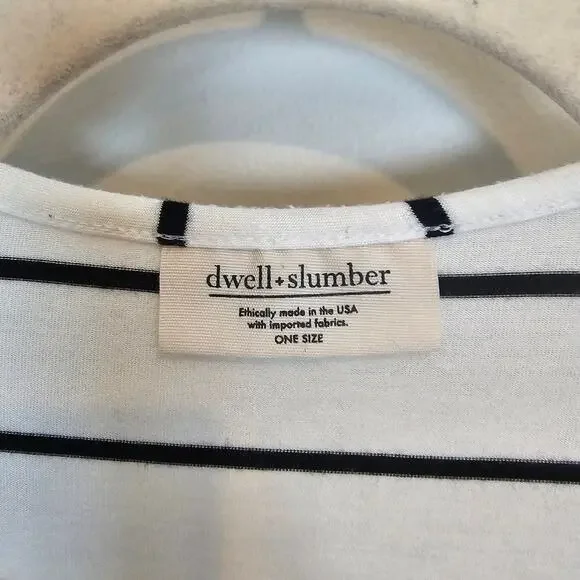 dwell+slumber
Ethically made in the USA
with imported fabrics.
ONE SIZE